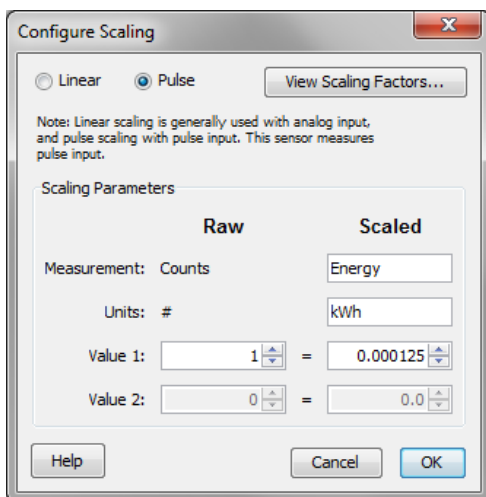 Configure Scaling
Linear Pulse View Scaling Factors...
Note: Linear scaling is generally used with analog input,
and pulse scaling with pulse input. This sensor measures
pulse input.
Scaling Parameters
Raw Scaled
Measurement: Counts Energy
Units: # kWh
Value 1: 1 = 0.000125
Value 2: 0 = 0.0
Help Cancel OK